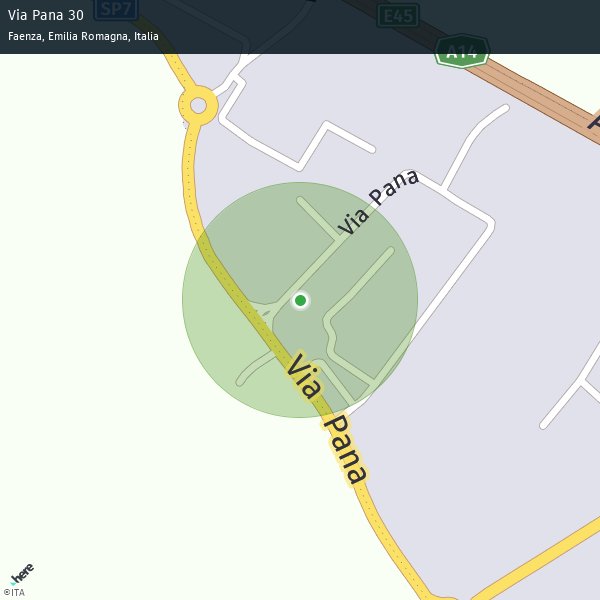 Via Pana 30
Faenza, Emilia Romagna, Italia
SP7
E45
A14
Via Pana
Via
Pana
here
©ITA